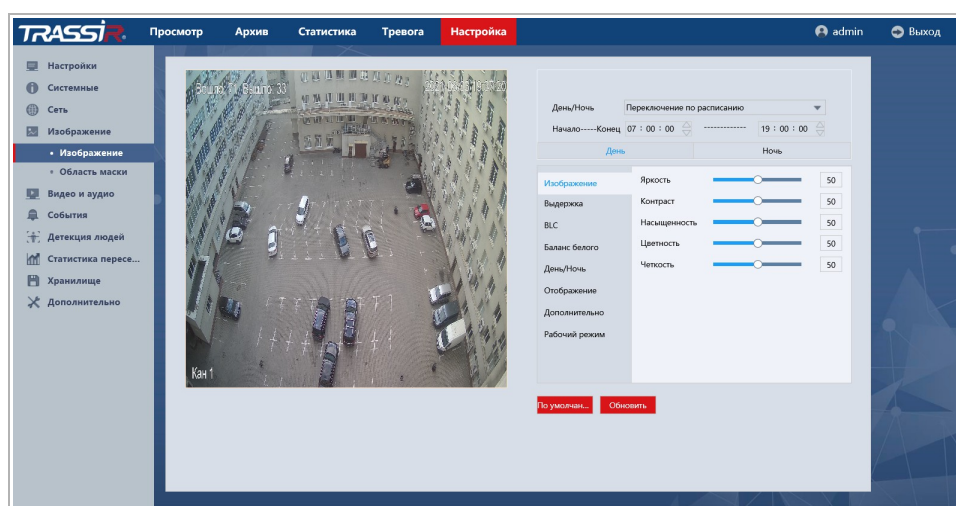 TRASSIR
Просмотр Архив Статистика Тревога Настройка admin Выход
Настройки
Системные
Сеть
Изображение
• Изображение
• Область маски
Видео и аудио
События
Детекция людей
Статистика пересе...
Хранилище
Дополнительно
Кан 1
День/Ночь Переключение по расписанию
Начало-----Конец 07 : 00 : 00 ------------- 19 : 00 : 00
День Ночь
Изображение
Выдержка
BLC
Баланс белого
День/Ночь
Отображение
Дополнительно
Рабочий режим
Яркость 50
Контраст 50
Насыщенность 50
Цветность 50
Четкость 50
По умолчан... Обновить